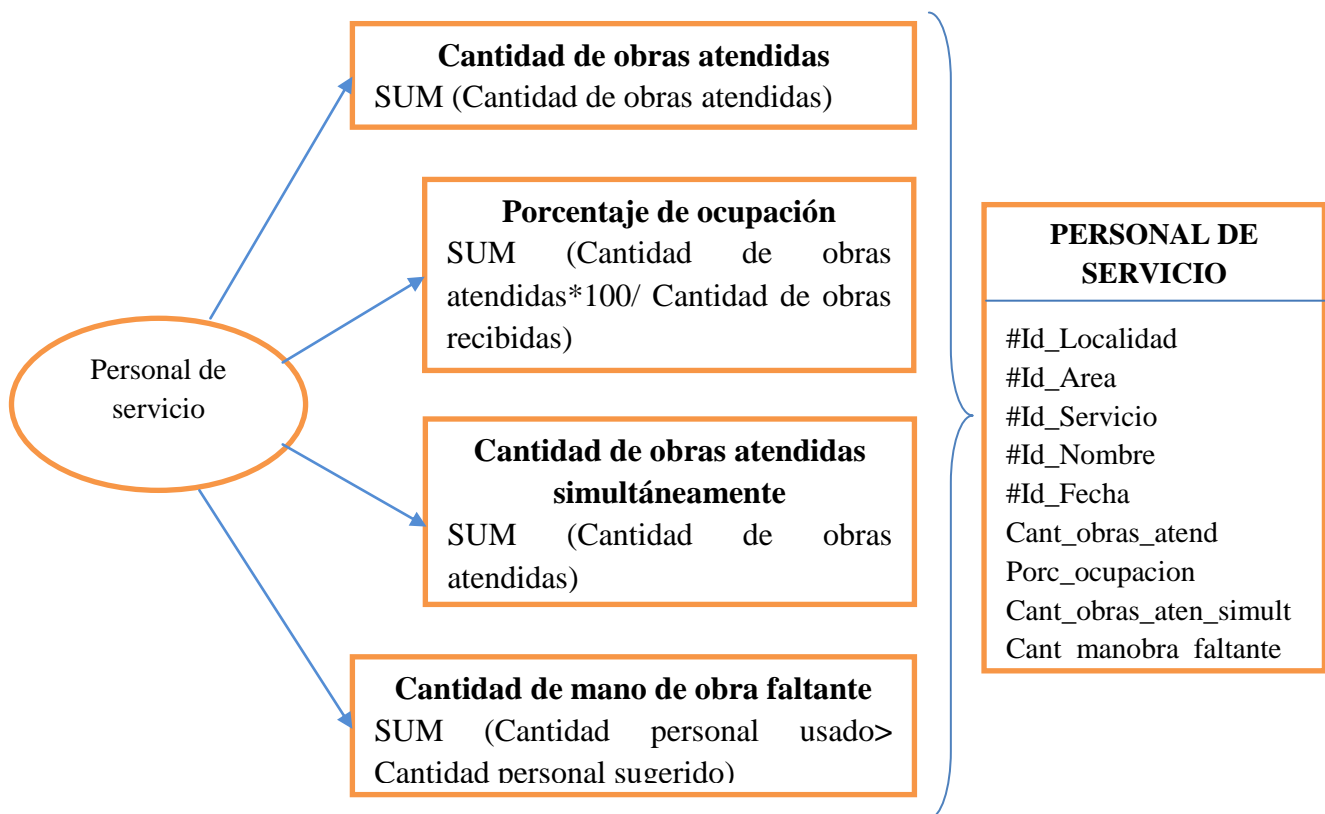 Cantidad de obras atendidas
SUM (Cantidad de obras atendidas)
Porcentaje de ocupación
SUM (Cantidad de obras
atendidas*100/ Cantidad de obras
recibidas)
Personal de
servicio
Cantidad de obras atendidas
simultáneamente
SUM (Cantidad de obras
atendidas)
Cantidad de mano de obra faltante
SUM (Cantidad personal usado>
Cantidad personal sugerido)
PERSONAL DE
SERVICIO
#Id_Localidad
#Id_Area
#Id_Servicio
#Id_Nombre
#Id_Fecha
Cant_obras_atend
Porc_ocupacion
Cant_obras_aten_simult
Cant_manobra_faltante